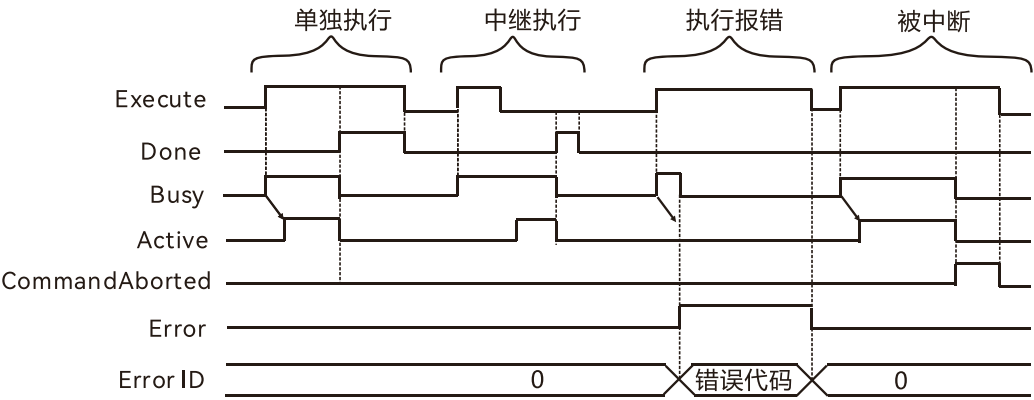 单独执行 中继执行 执行报错 被中断
Execute
Done
Busy
Active
CommandAborted
Error
Error ID 0 错误代码 0